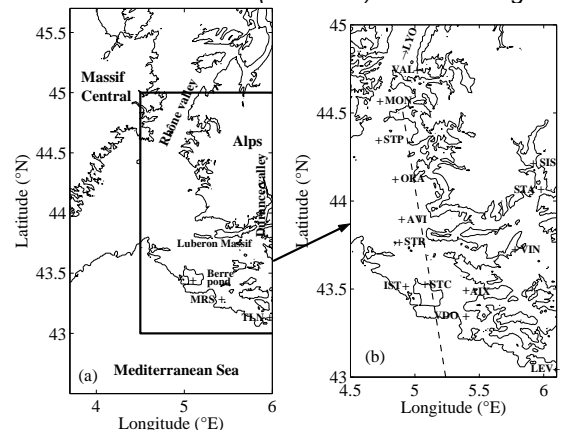 45.5
45
44.5
44
43.5
43
4
5
6
Latitude (°N)
Longitude (°E)
Massif
Central
Rhône valley
Alps
Durance valley
Luberon Massif
Berre
pond
MRS
TLN
(a)
Mediterranean Sea
45
44.5
44
43.5
43
4.5
5
5.5
6
Latitude (°N)
Longitude (°E)
LYO
VAL
MON
STP
SIS
ORA
STA
AVI
STR
VIN
IST
STC
AIX
VDO
LEV
(b)